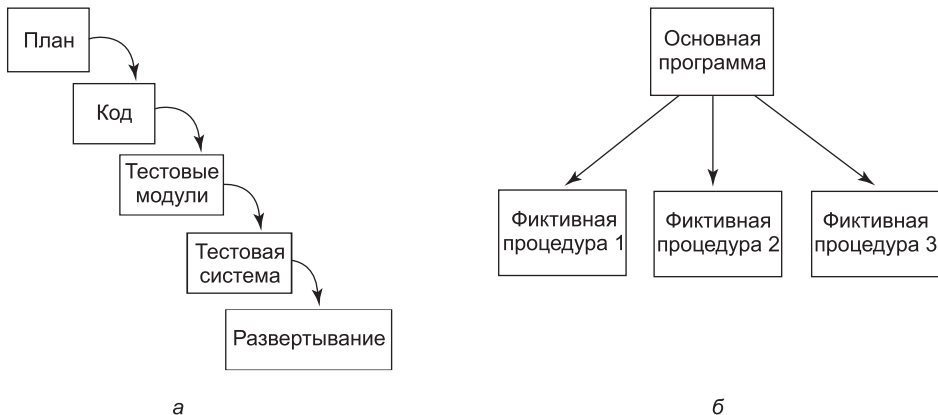 План
Код
Тестовые
модули
Тестовая
система
Развертывание
а
Основная
программа
Фиктивная
процедура 1
Фиктивная
процедура 2
Фиктивная
процедура 3
б